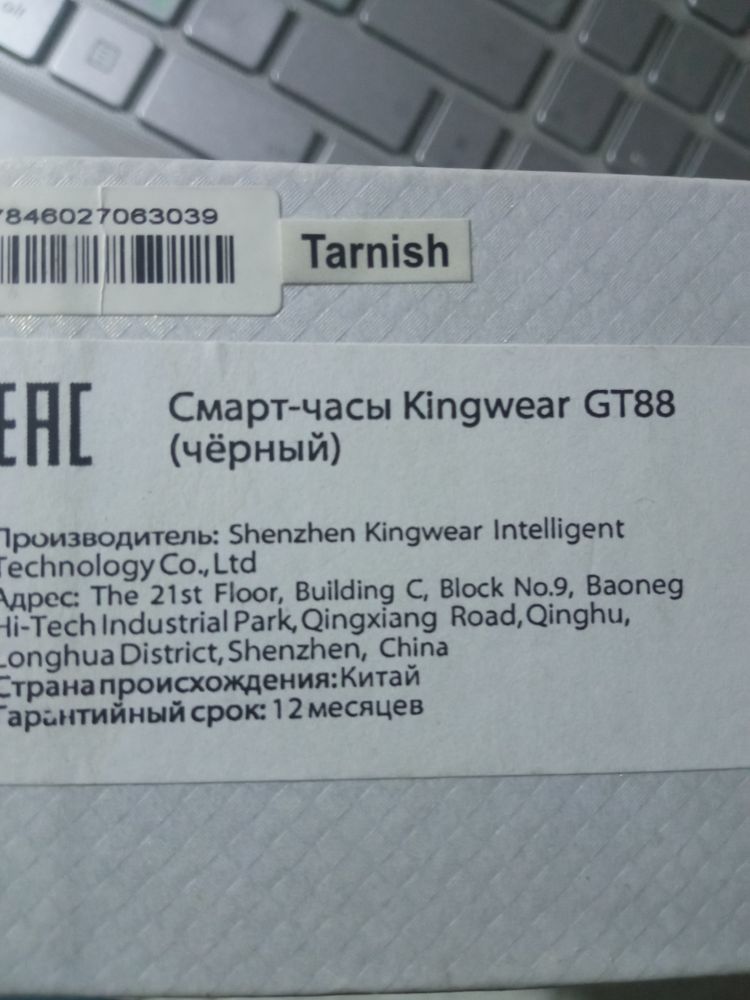 7846027063039
Tarnish
EAC
Смарт-часы Kingwear GT88
(чёрный)
Производитель: Shenzhen Kingwear Intelligent
Technology Co., Ltd
Адрес: The 21st Floor, Building C, Block No.9, Baoneg
Hi-Tech Industrial Park, Qingxiang Road, Qinghu,
Longhua District, Shenzhen, China
Страна происхождения: Китай
Гарантийный срок: 12 месяцев